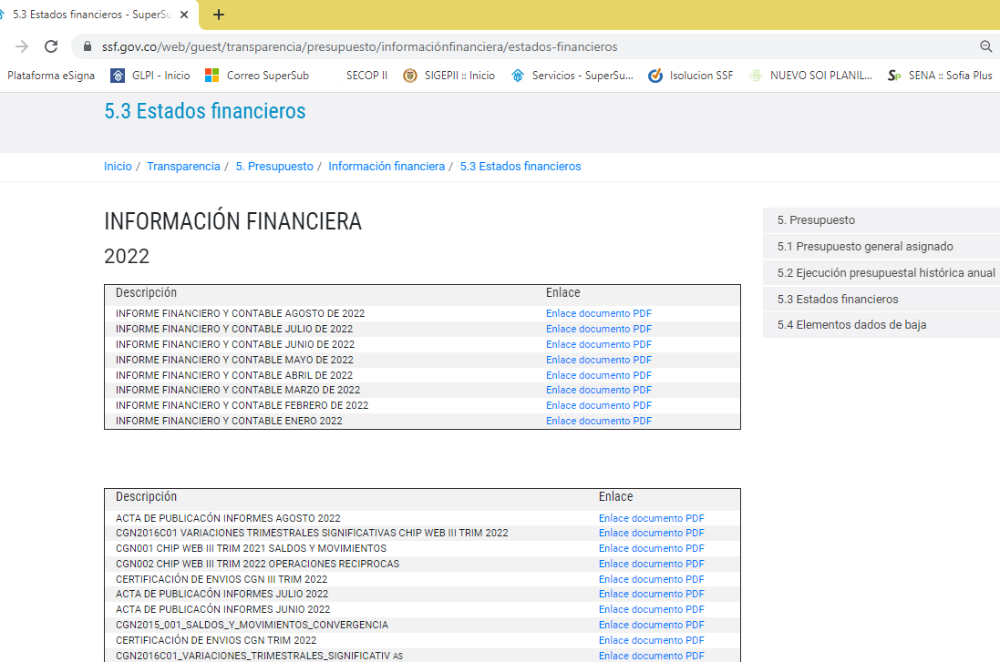 5.3 Estados financieros - SuperSu
ssf.gov.co/web/guest/transparencia/presupuesto/informaciónfinanciera/estados-financieros
Plataforma eSigna GLPI - Inicio Correo SuperSub SECOP II SIGEPII :: Inicio Servicios - SuperSu... Isolucion SSF NUEVO SOI PLANIL... Sp SENA :: Sofia Plus
5.3 Estados financieros
Inicio / Transparencia / 5. Presupuesto / Información financiera / 5.3 Estados financieros
INFORMACIÓN FINANCIERA
2022
Descripción Enlace
INFORME FINANCIERO Y CONTABLE AGOSTO DE 2022 Enlace documento PDF
INFORME FINANCIERO Y CONTABLE JULIO DE 2022 Enlace documento PDF
INFORME FINANCIERO Y CONTABLE JUNIO DE 2022 Enlace documento PDF
INFORME FINANCIERO Y CONTABLE MAYO DE 2022 Enlace documento PDF
INFORME FINANCIERO Y CONTABLE ABRIL DE 2022 Enlace documento PDF
INFORME FINANCIERO Y CONTABLE MARZO DE 2022 Enlace documento PDF
INFORME FINANCIERO Y CONTABLE FEBRERO DE 2022 Enlace documento PDF
INFORME FINANCIERO Y CONTABLE ENERO 2022 Enlace documento PDF
Descripción Enlace
ACTA DE PUBLICACÓN INFORMES AGOSTO 2022 Enlace documento PDF
CGN2016C01 VARIACIONES TRIMESTRALES SIGNIFICATIVAS CHIP WEB III TRIM 2022 Enlace documento PDF
CGN001 CHIP WEB III TRIM 2021 SALDOS Y MOVIMIENTOS Enlace documento PDF
CGN002 CHIP WEB III TRIM 2022 OPERACIONES RECIPROCAS Enlace documento PDF
CERTIFICACIÓN DE ENVIOS CGN III TRIM 2022 Enlace documento PDF
ACTA DE PUBLICACÓN INFORMES JULIO 2022 Enlace documento PDF
ACTA DE PUBLICACÓN INFORMES JUNIO 2022 Enlace documento PDF
CGN2015_001_SALDOS_Y_MOVIMIENTOS_CONVERGENCIA Enlace documento PDF
CERTIFICACIÓN DE ENVIOS CGN TRIM 2022 Enlace documento PDF
CGN2016C01_VARIACIONES_TRIMESTRALES_SIGNIFICATIV AS Enlace documento PDF
5. Presupuesto
5.1 Presupuesto general asignado
5.2 Ejecución presupuestal histórica anual
5.3 Estados financieros
5.4 Elementos dados de baja